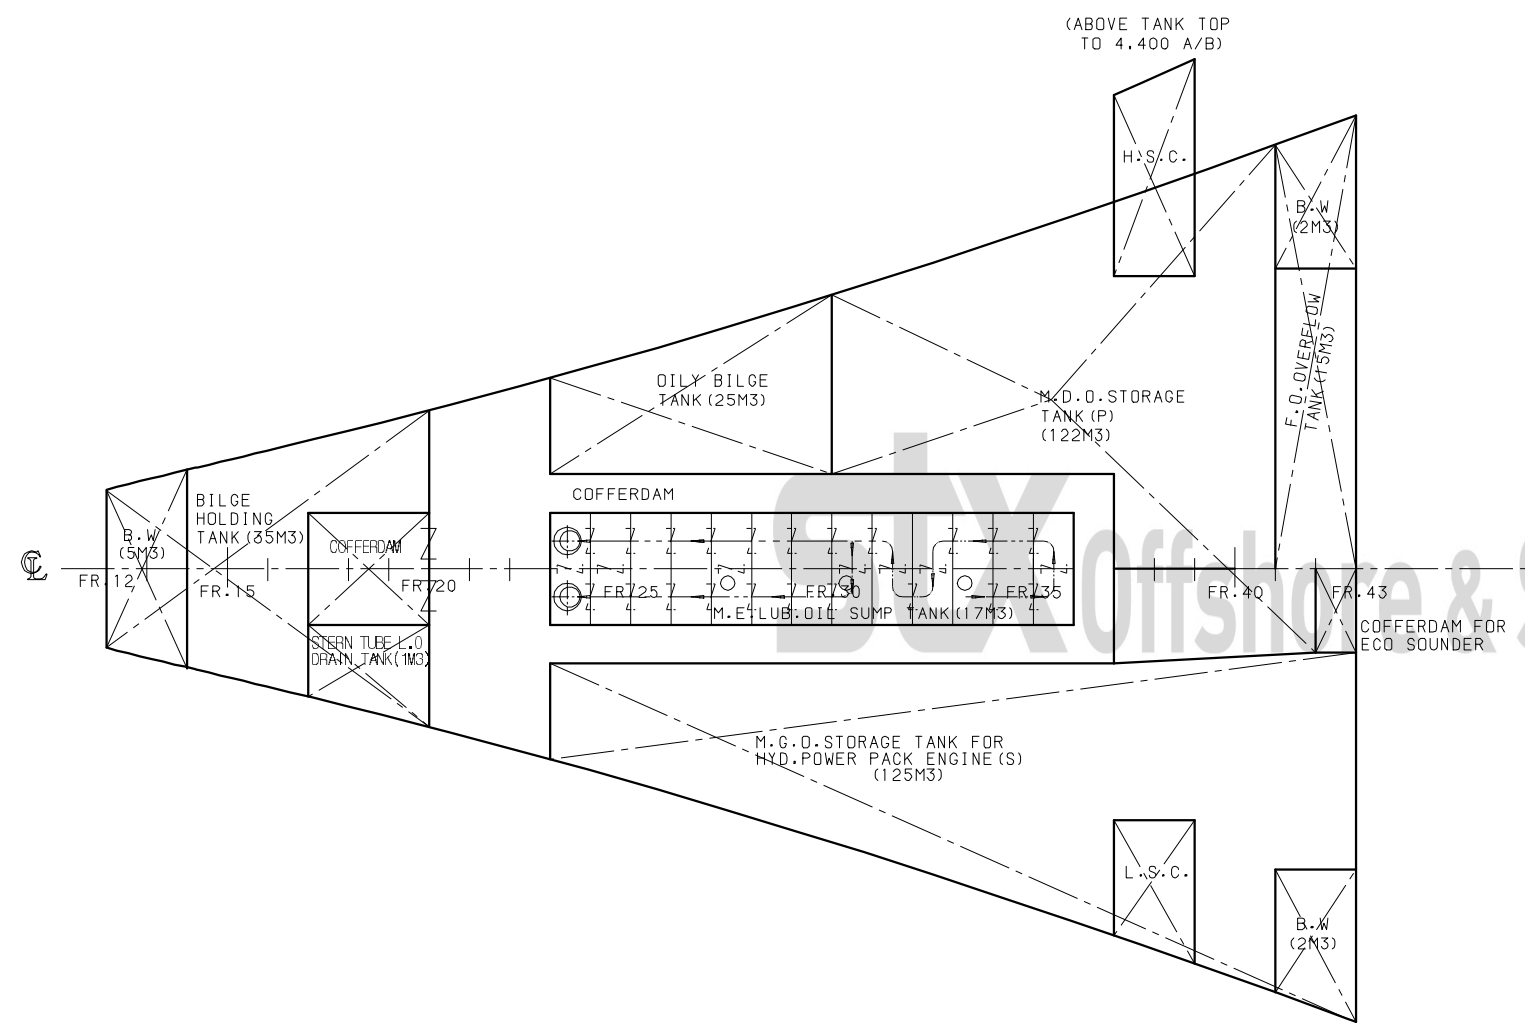 (ABOVE TANK TOP
TO 4.400 A/B)
H.S.C.
B.W
(2M3)
F.O.OVERFLOW
TANK(15M3)
OILY BILGE
TANK(25M3)
M.D.O.STORAGE
TANK(P)
(122M3)
COFFERDAM
BILGE
HOLDING
TANK(35M3)
B.W
(5M3)
COFFERDAM
CL
FR.12
FR.15
FR.20
FR.25
FR.30
FR.35
FR.40
FR.43
M.E.LUB.OIL SUMP TANK(17M3)
STERN TUBE L.O
DRAIN TANK(1M3)
COFFERDAM FOR
ECO SOUNDER
stx Offshore & S
M.G.O.STORAGE TANK FOR
HYD.POWER PACK ENGINE(S)
(125M3)
L.S.C.
B.W
(2M3)